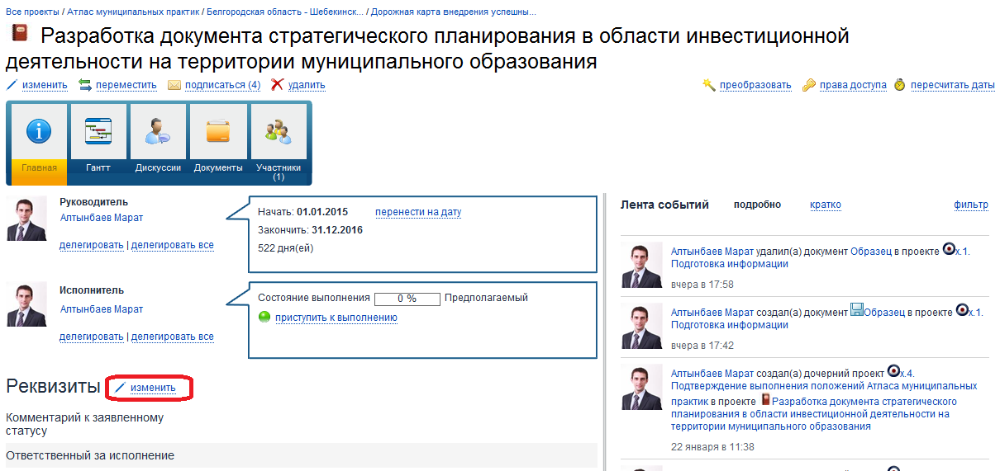 Все проекты / Атлас муниципальных практик / Белгородская область - Шебекинск... / Дорожная карта внедрения успешны...
Разработка документа стратегического планирования в области инвестиционной
деятельности на территории муниципального образования
изменить переместить подписаться (4) удалить преобразовать права доступа пересчитать даты
Главная Гантт Дискуссии Документы Участники
(1)
Руководитель
Алтынбаев Марат
делегировать | делегировать все
Начать: 01.01.2015 перенести на дату
Закончить: 31.12.2016
522 дня(ей)
Исполнитель
Алтынбаев Марат
делегировать | делегировать все
Состояние выполнения 0 % Предполагаемый
приступить к выполнению
Реквизиты изменить
Комментарий к заявленному
статусу
Ответственный за исполнение
Лента событий подробно кратко фильтр
Алтынбаев Марат удалил(а) документ Образец в проекте x.1.
Подготовка информации
вчера в 17:58
Алтынбаев Марат создал(а) документ Образец в проекте x.1.
Подготовка информации
вчера в 17:42
Алтынбаев Марат создал(а) дочерний проект x.4.
Подтверждение выполнения положений Атласа муниципальных
практик в проекте Разработка документа стратегического
планирования в области инвестиционной деятельности на
территории муниципального образования
22 января в 11:38